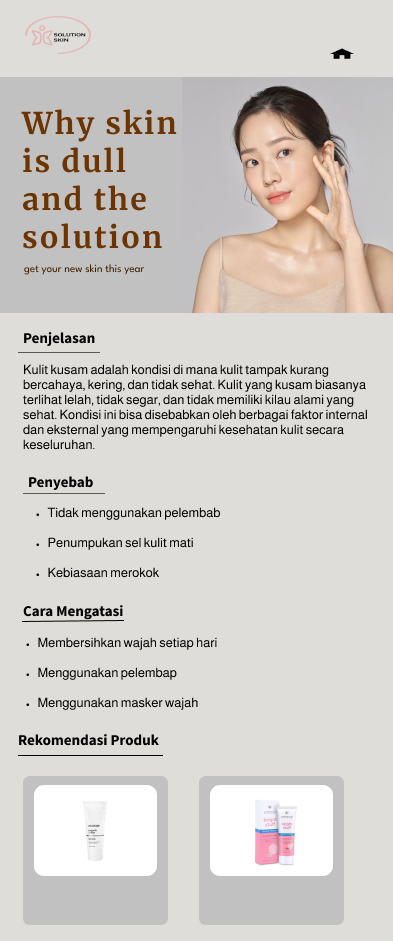 SOLUTION
SKIN
Why skin
is dull
and the
solution
get your new skin this year
Penjelasan
Kulit kusam adalah kondisi di mana kulit tampak kurang
bercahaya, kering, dan tidak sehat. Kulit yang kusam biasanya
terlihat lelah, tidak segar, dan tidak memiliki kilau alami yang
sehat. Kondisi ini bisa disebabkan oleh berbagai faktor internal
dan eksternal yang mempengaruhi kesehatan kulit secara
keseluruhan.
Penyebab
• Tidak menggunakan pelembab
• Penumpukan sel kulit mati
• Kebiasaan merokok
Cara Mengatasi
• Membersihkan wajah setiap hari
• Menggunakan pelembap
• Menggunakan masker wajah
Rekomendasi Produk